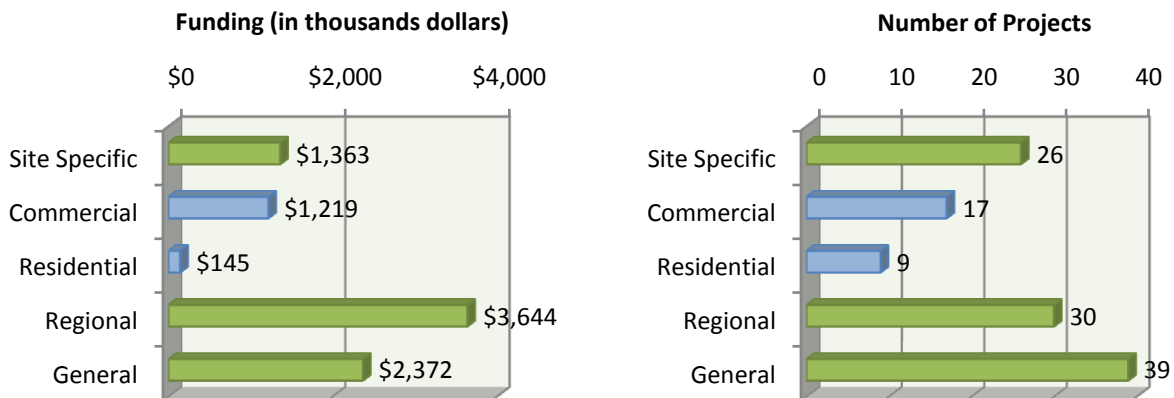 Funding (in thousands dollars)
$0 $2,000 $4,000
Site Specific $1,363
Commercial $1,219
Residential $145
Regional $3,644
General $2,372
Number of Projects
0 10 20 30 40
Site Specific 26
Commercial 17
Residential 9
Regional 30
General 39